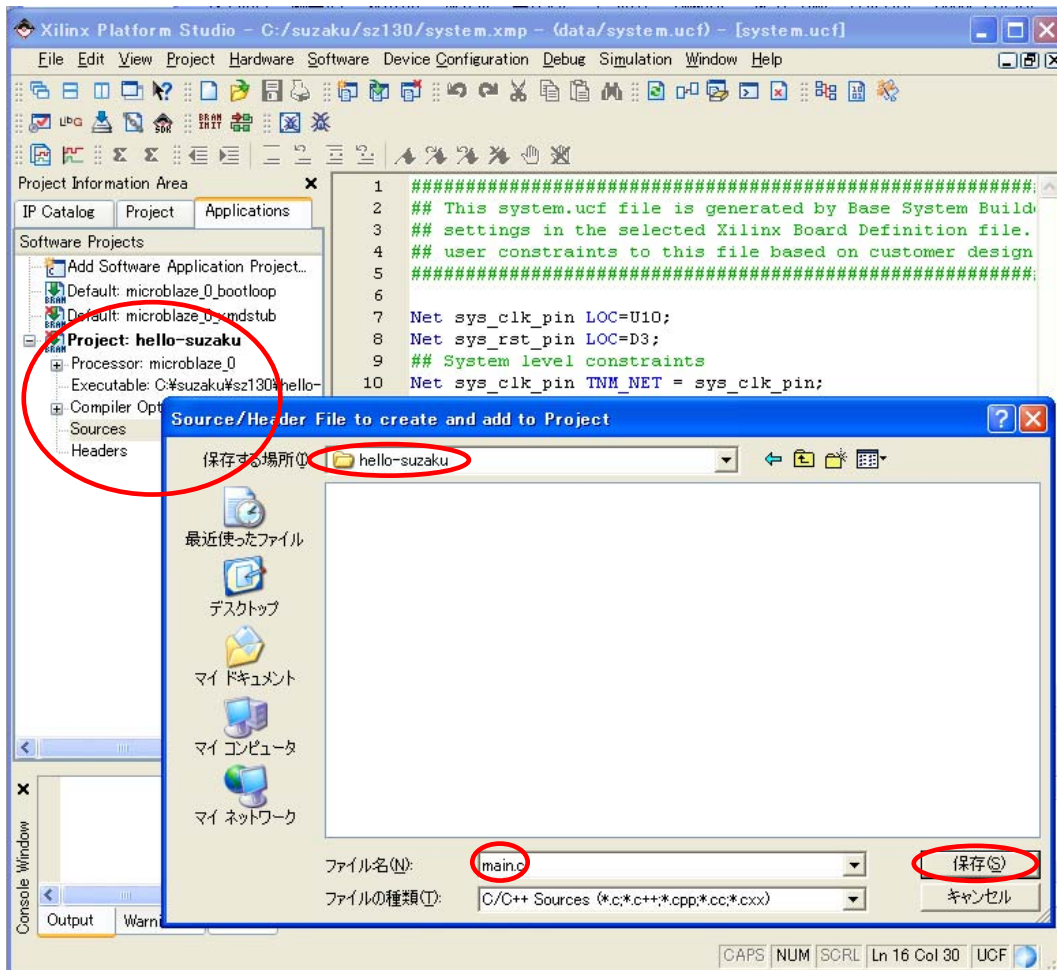 Xilinx Platform Studio - C:/suzaku/sz130/system.xmp - (data/system.ucf) - [system.ucf]
File Edit View Project Hardware Software Device Configuration Debug Simulation Window Help
Project Information Area
IP Catalog Project Applications
Software Projects
Add Software Application Project...
Default: microblaze_0_bootloop
Default: microblaze_0_xmdstub
Project: hello-suzaku
Processor: microblaze_0
Executable: C:¥suzaku¥sz130¥hello-
Compiler Opt
Sources
Headers
1 ##########################################################
2 ## This system.ucf file is generated by Base System Build
3 ## settings in the selected Xilinx Board Definition file.
4 ## user constraints to this file based on customer design
5 ##########################################################
6
7 Net sys_clk_pin LOC=U10;
8 Net sys_rst_pin LOC=D3;
9 ## System level constraints
10 Net sys_clk_pin TNM_NET = sys_clk_pin;
Source/Header File to create and add to Project
保存する場所(I): hello-suzaku
最近使ったファイル
デスクトップ
マイ ドキュメント
マイ コンピュータ
マイ ネットワーク
ファイル名(N): main.c 保存(S)
ファイルの種類(T): C/C++ Sources (*.c;*.c++;*.cpp;*.cc;*.cxx) キャンセル
Console Window
Output Warni
CAPS NUM SCRL Ln 16 Col 30 UCF